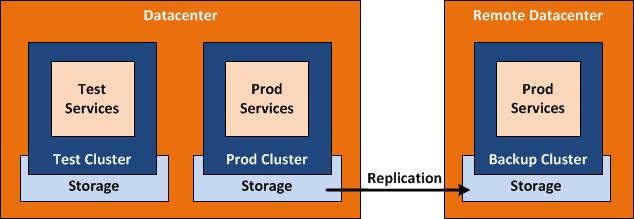 Datacenter
Remote Datacenter
Test
Services
Prod
Services
Prod
Services
Test Cluster
Prod Cluster
Backup Cluster
Replication
Storage
Storage
Storage